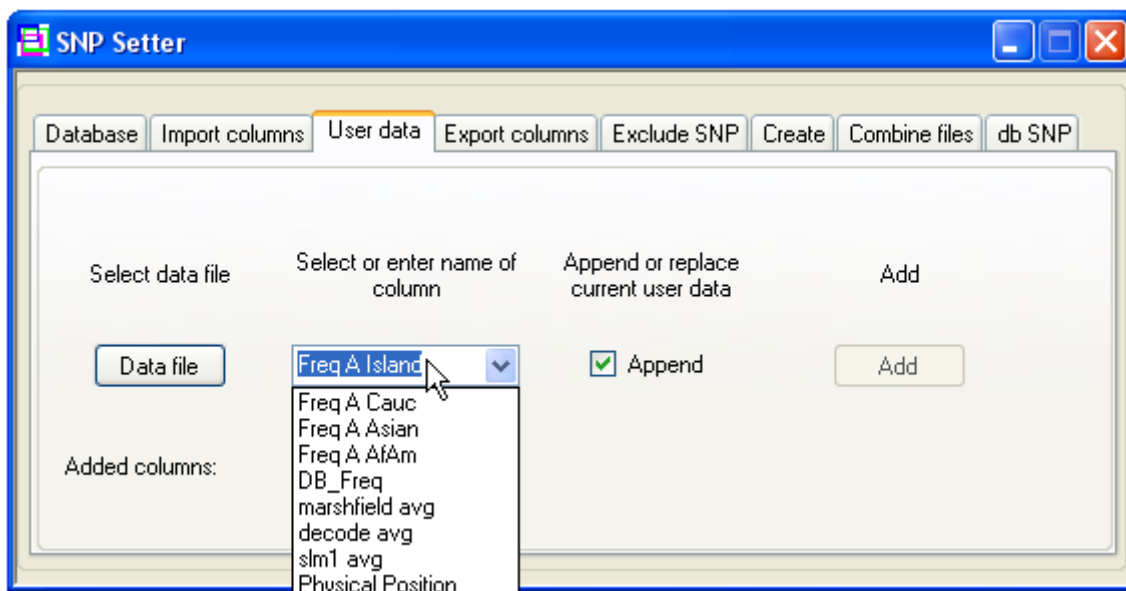 SNP Setter
Database Import columns User data Export columns Exclude SNP Create Combine files db SNP
Select data file
Select or enter name of
column
Append or replace
current user data
Add
Data file
Freq A Island
Append
Add
Freq A Cauc
Freq A Asian
Freq A AfAm
DB_Freq
marshfield avg
decode avg
slm1 avg
Physical Position
Added columns: